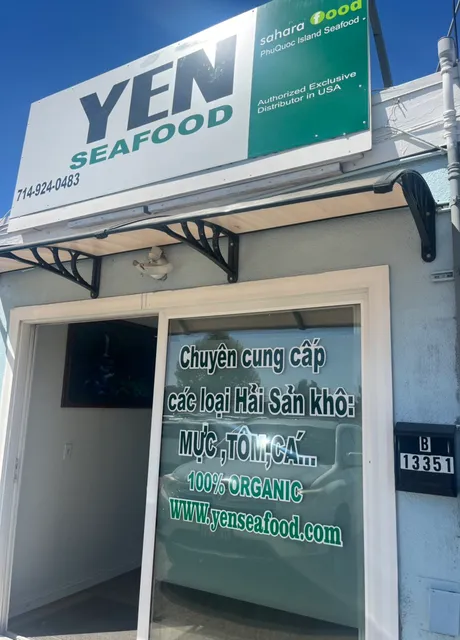 sahara food
PhuQuoc Island Seafood
YEN
SEAFOOD
Authorized Exclusive
Distributor in USA
714-924-0483
Chuyên cung cấp
các loại Hải Sản khô:
MỰC ,TÔM,CÁ...
100% ORGANIC
www.yenseafood.com
B
13351